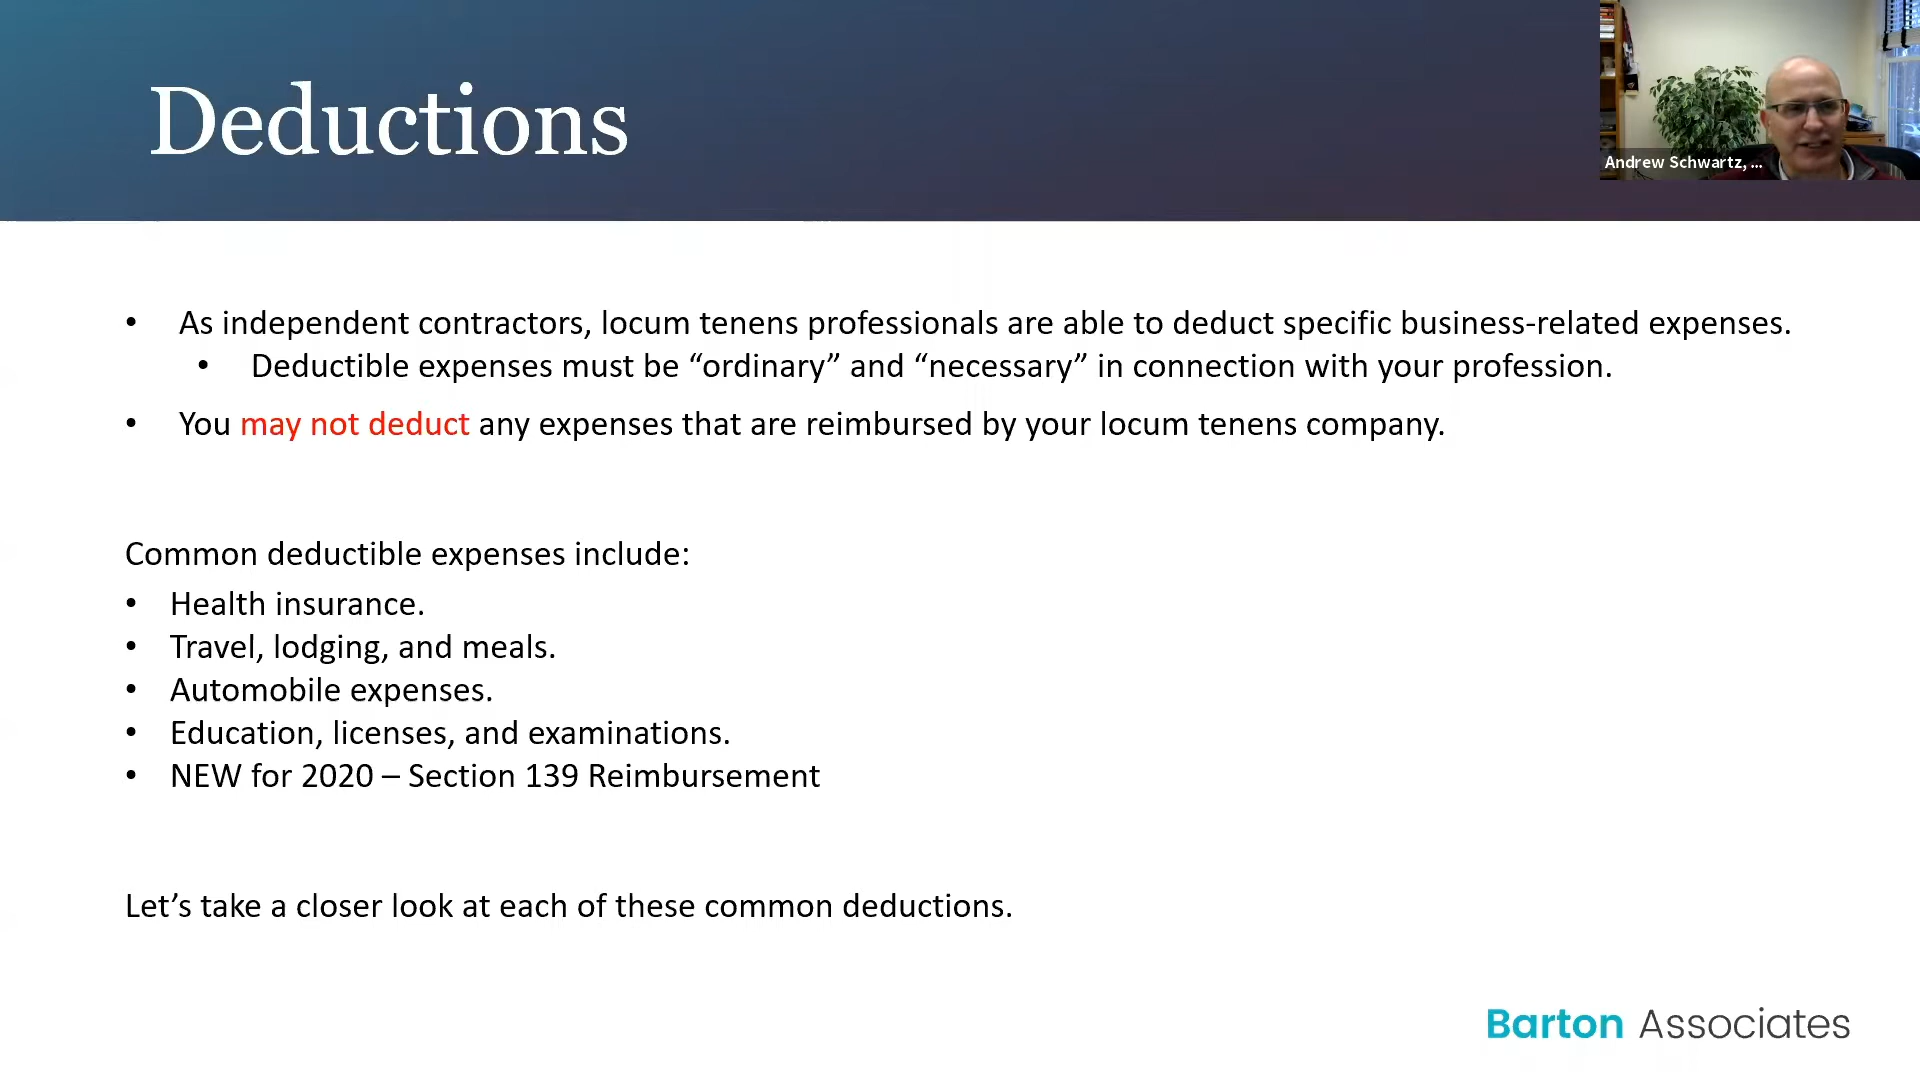 Deductions
Andrew Schwartz, ...
• As independent contractors, locum tenens professionals are able to deduct specific business-related expenses.
• Deductible expenses must be “ordinary” and “necessary” in connection with your profession.
• You may not deduct any expenses that are reimbursed by your locum tenens company.
Common deductible expenses include:
• Health insurance.
• Travel, lodging, and meals.
• Automobile expenses.
• Education, licenses, and examinations.
• NEW for 2020 – Section 139 Reimbursement
Let’s take a closer look at each of these common deductions.
Barton Associates